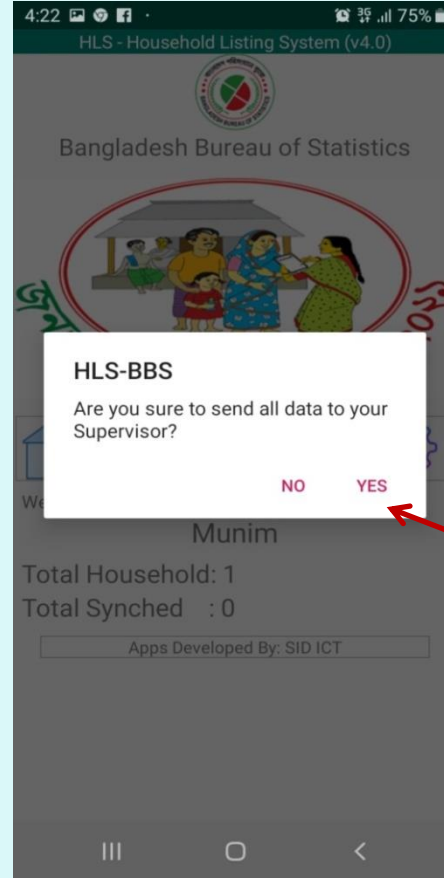 4:22 75%
HLS - Household Listing System (v4.0)
Bangladesh Bureau of Statistics
HLS-BBS
Are you sure to send all data to your
Supervisor?
NO YES
We
Munim
Total Household: 1
Total Synched : 0
Apps Developed By: SID ICT